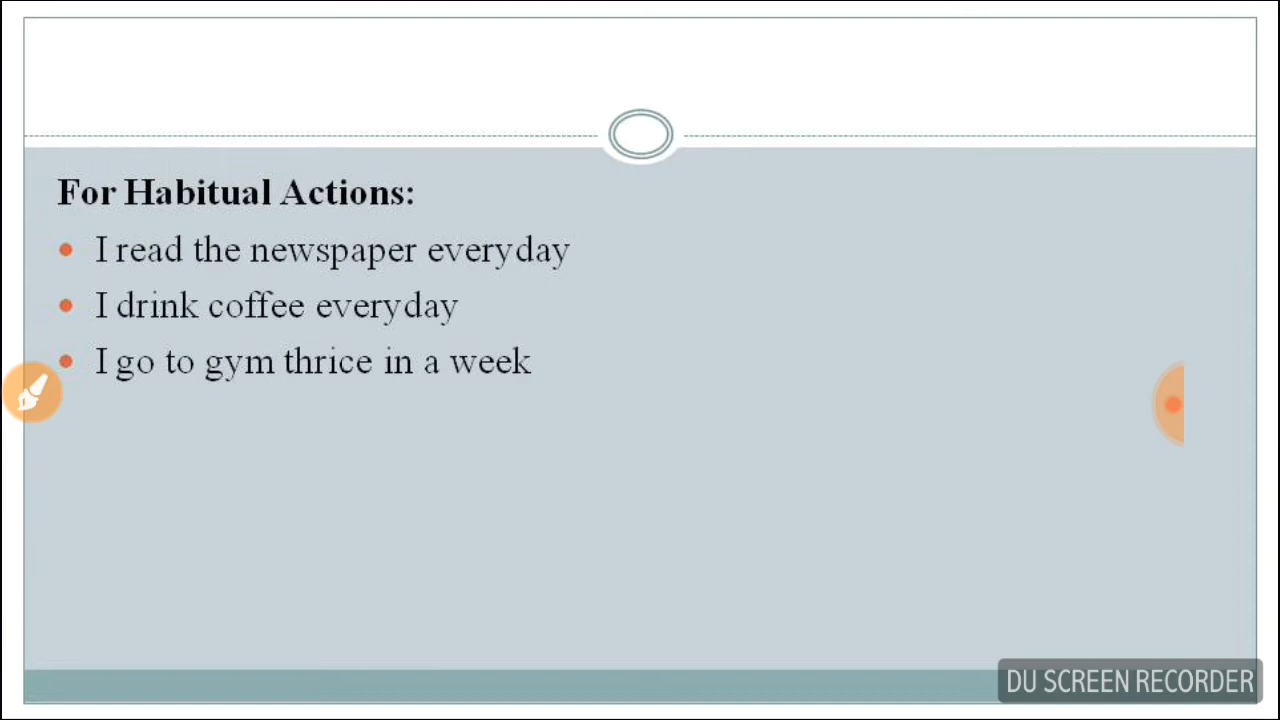 For Habitual Actions:
I read the newspaper everyday
I drink coffee everyday
I go to gym thrice in a week
DU SCREEN RECORDER